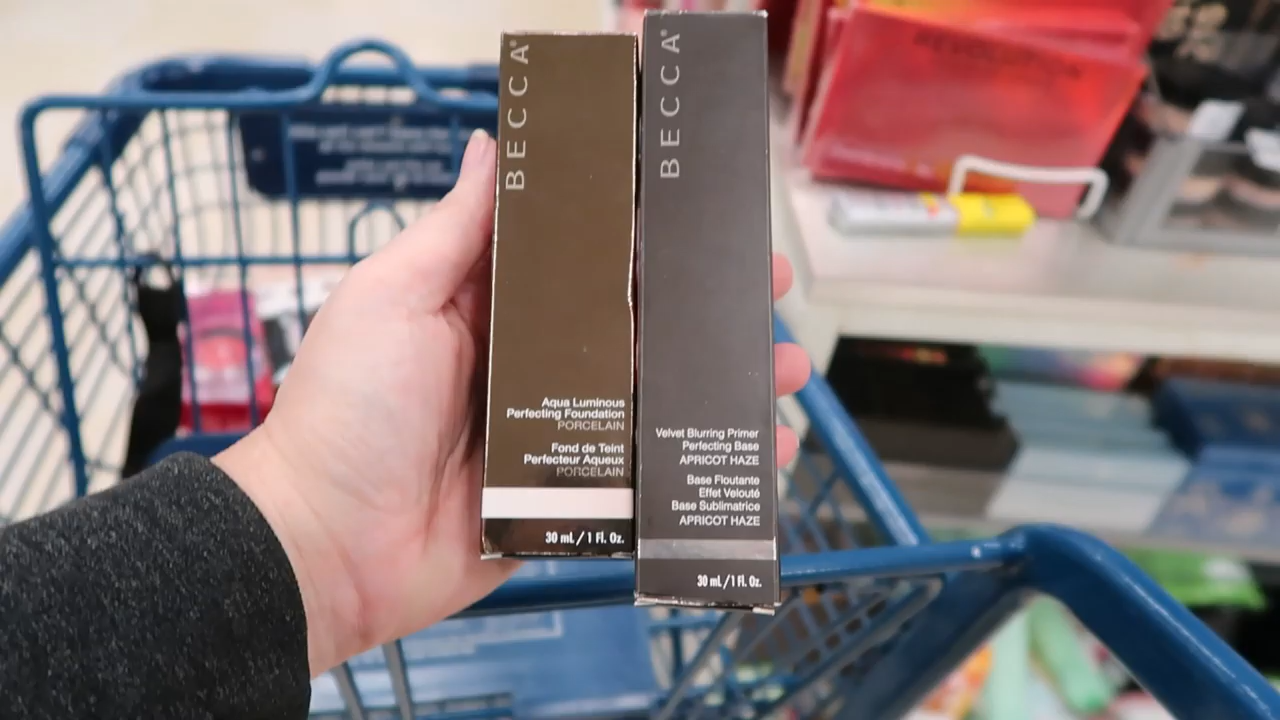 BECCA®
Aqua Luminous
Perfecting Foundation
PORCELAIN
Fond de Teint
Perfecteur Aqueux
PORCELAIN
30 mL / 1 Fl. Oz.
BECCA®
Velvet Blurring Primer
Perfecting Base
APRICOT HAZE
Base Floutante
Effet Velouté
Base Sublimatrice
APRICOT HAZE
30 mL / 1 Fl. Oz.
REVOLUTION